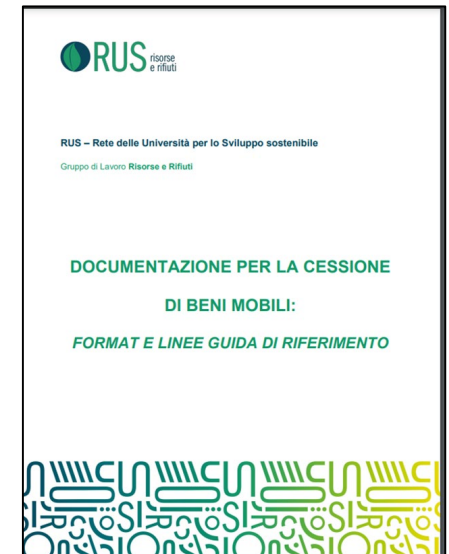 RUS risorse
e rifiuti
RUS – Rete delle Università per lo Sviluppo sostenibile
Gruppo di Lavoro Risorse e Rifiuti
DOCUMENTAZIONE PER LA CESSIONE
DI BENI MOBILI:
FORMAT E LINEE GUIDA DI RIFERIMENTO